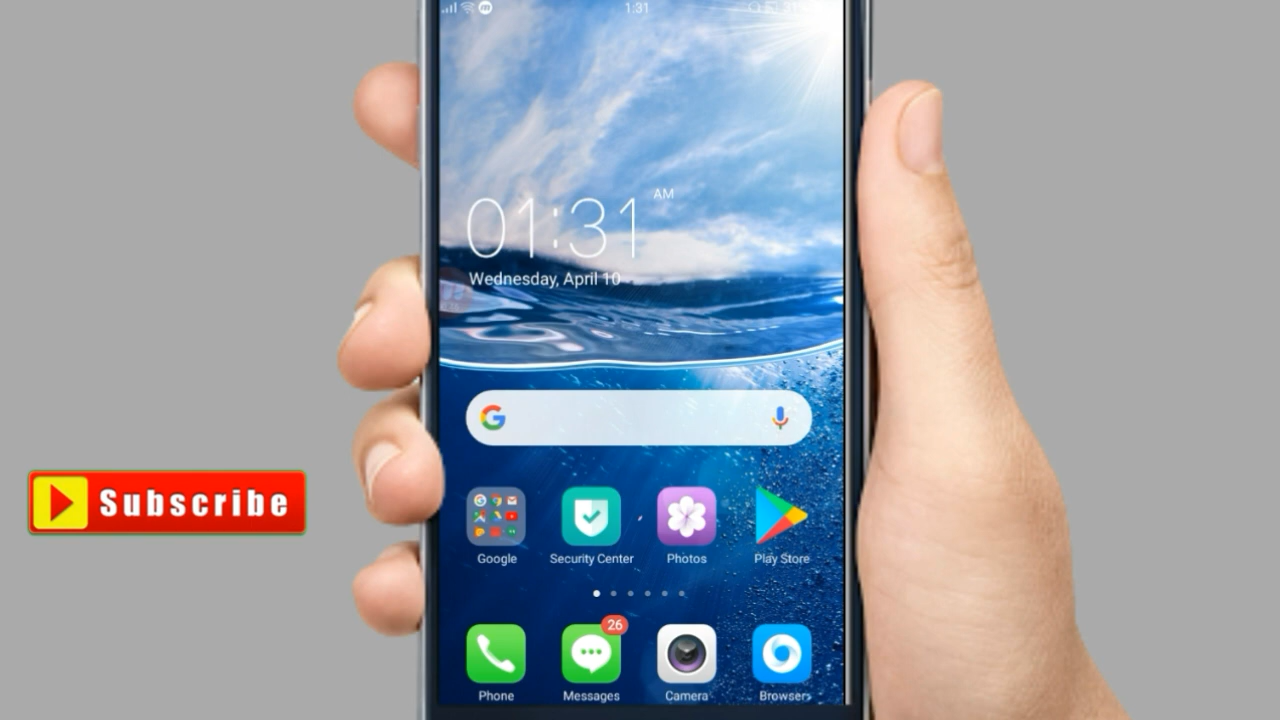 1:31
AM
01:31
Wednesday, April 10
Subscribe
Google
Security Center
Photos
Play Store
26
Phone
Messages
Camera
Browser